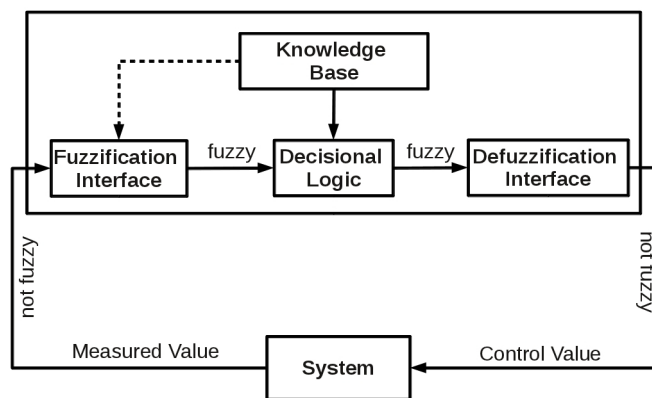 Knowledge
Base
Fuzzification
Interface
fuzzy
Decisional
Logic
fuzzy
Defuzzification
Interface
not fuzzy
not fuzzy
Measured Value
System
Control Value